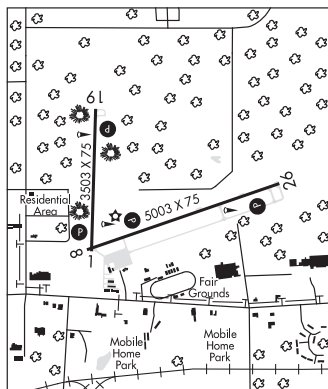 19
P
3503 X 75
Residential
Area
P
P
5003 X 75
P
26
8
1
Fair
Grounds
Mobile
Home
Park
Mobile
Home
Park